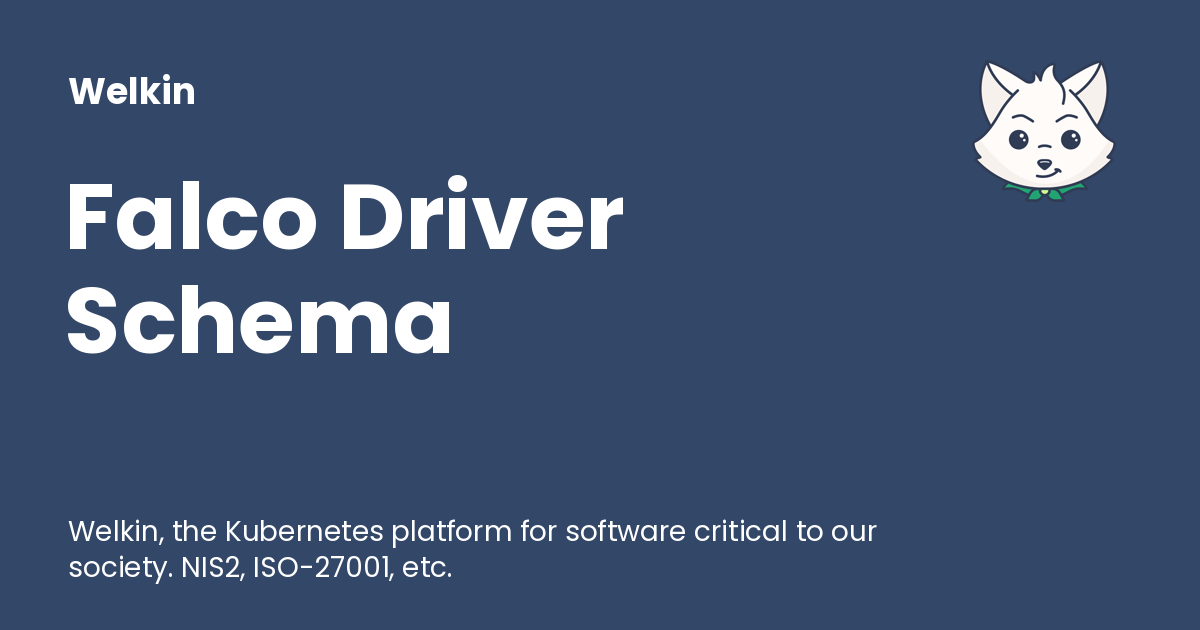 Welkin
Falco Driver
Schema
Welkin, the Kubernetes platform for software critical to our
society. NIS2, ISO-27001, etc.